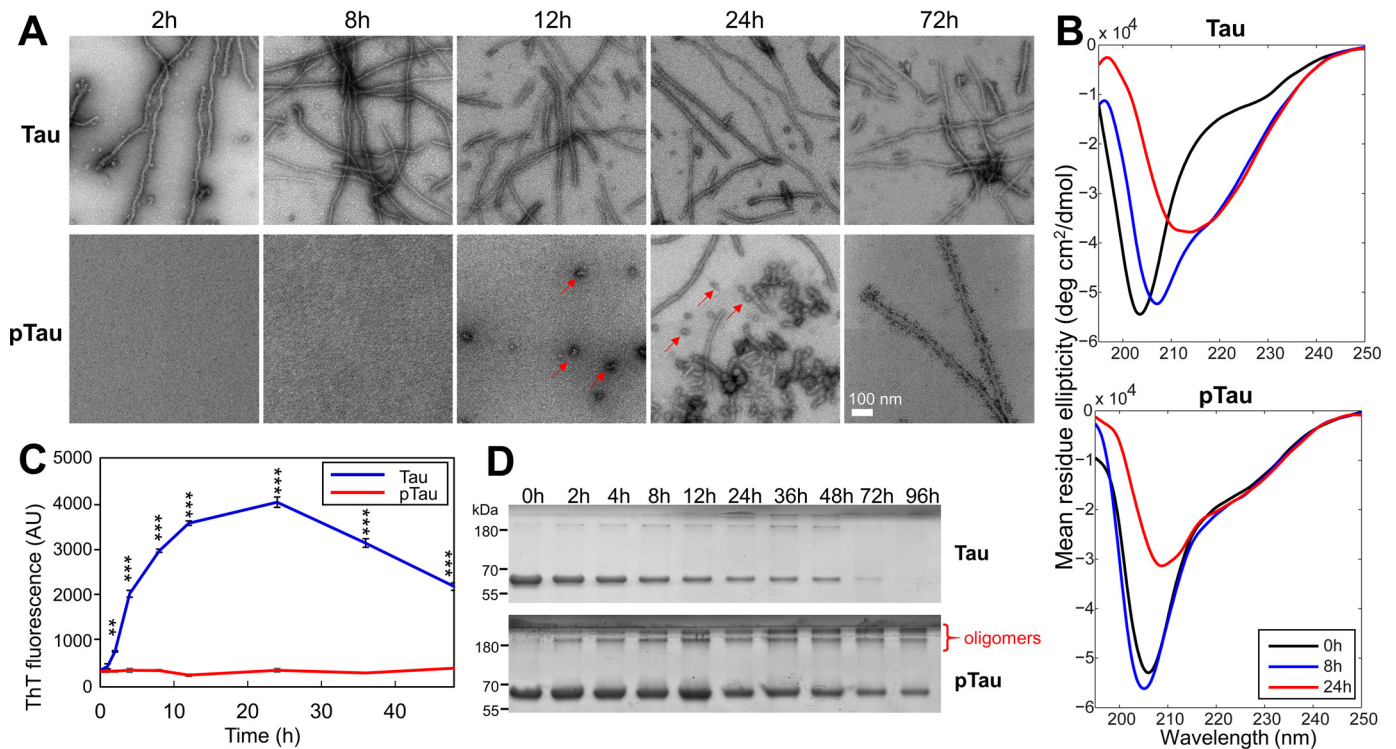 A
2h 8h 12h 24h 72h
Tau
pTau
100 nm
B
Tau
x 10⁴
0
−1
−2
−3
−4
−5
−6
200 210 220 230 240 250
Mean residue ellipticity (deg cm²/dmol)
pTau
x 10⁴
0
−1
−2
−3
−4
−5
−6
0h
8h
24h
200 210 220 230 240 250
Wavelength (nm)
C
ThT fluorescence (AU)
5000
4000
3000
2000
1000
0
Tau
pTau
**
***
***
****
****
****
***
0 10 20 30 40
Time (h)
D
0h 2h 4h 8h 12h 24h 36h 48h 72h 96h
kDa
180
70
55
Tau
180
70
55
oligomers
pTau